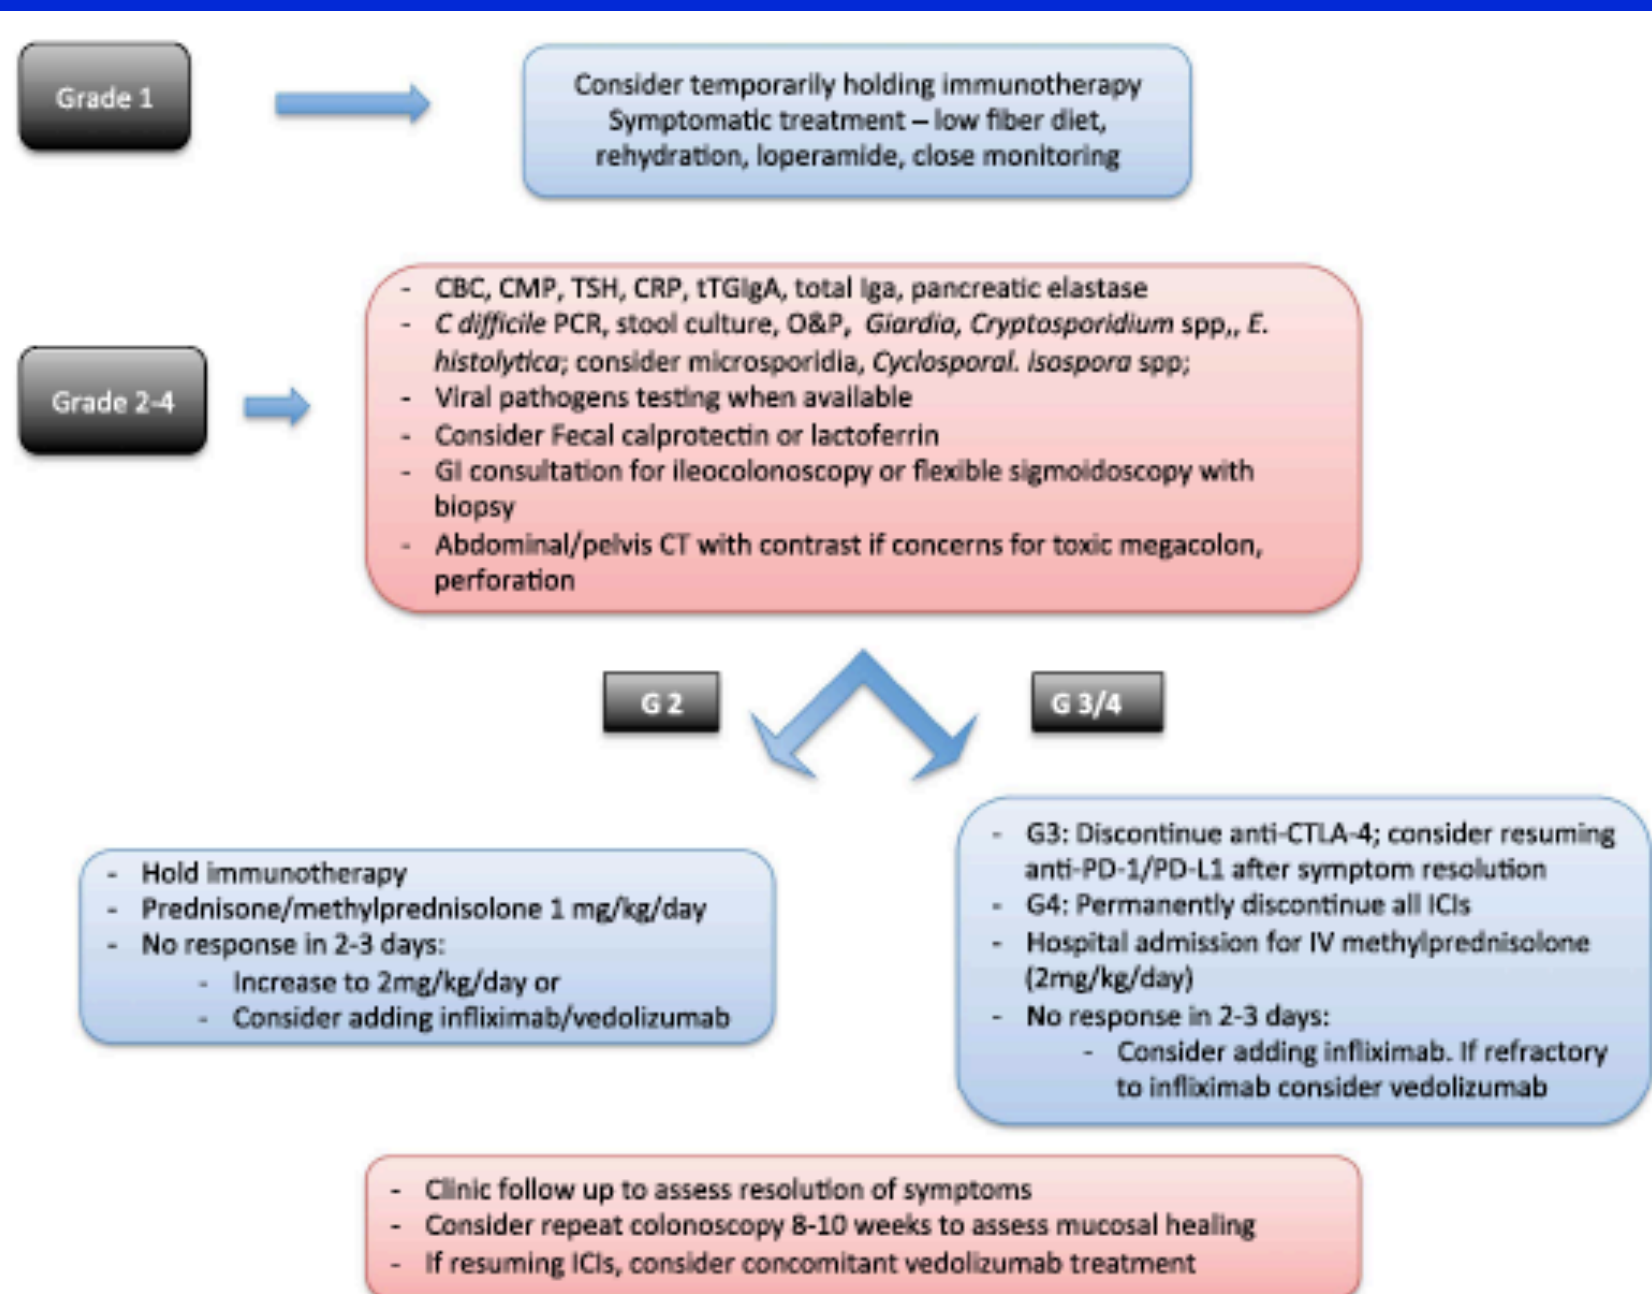 Grade 1
Consider temporarily holding immunotherapy
Symptomatic treatment – low fiber diet,
rehydration, loperamide, close monitoring
Grade 2-4
- CBC, CMP, TSH, CRP, tTGIgA, total Iga, pancreatic elastase
- C difficile PCR, stool culture, O&P, Giardia, Cryptosporidium spp,, E.
histolytica; consider microsporidia, Cyclosporal. isospora spp;
- Viral pathogens testing when available
- Consider Fecal calprotectin or lactoferrin
- GI consultation for ileocolonoscopy or flexible sigmoidoscopy with
biopsy
- Abdominal/pelvis CT with contrast if concerns for toxic megacolon,
perforation
G 2
G 3/4
- Hold immunotherapy
- Prednisone/methylprednisolone 1 mg/kg/day
- No response in 2-3 days:
- Increase to 2mg/kg/day or
- Consider adding infliximab/vedolizumab
- G3: Discontinue anti-CTLA-4; consider resuming
anti-PD-1/PD-L1 after symptom resolution
- G4: Permanently discontinue all ICIs
- Hospital admission for IV methylprednisolone
(2mg/kg/day)
- No response in 2-3 days:
- Consider adding infliximab. If refractory
to infliximab consider vedolizumab
- Clinic follow up to assess resolution of symptoms
- Consider repeat colonoscopy 8-10 weeks to assess mucosal healing
- If resuming ICIs, consider concomitant vedolizumab treatment